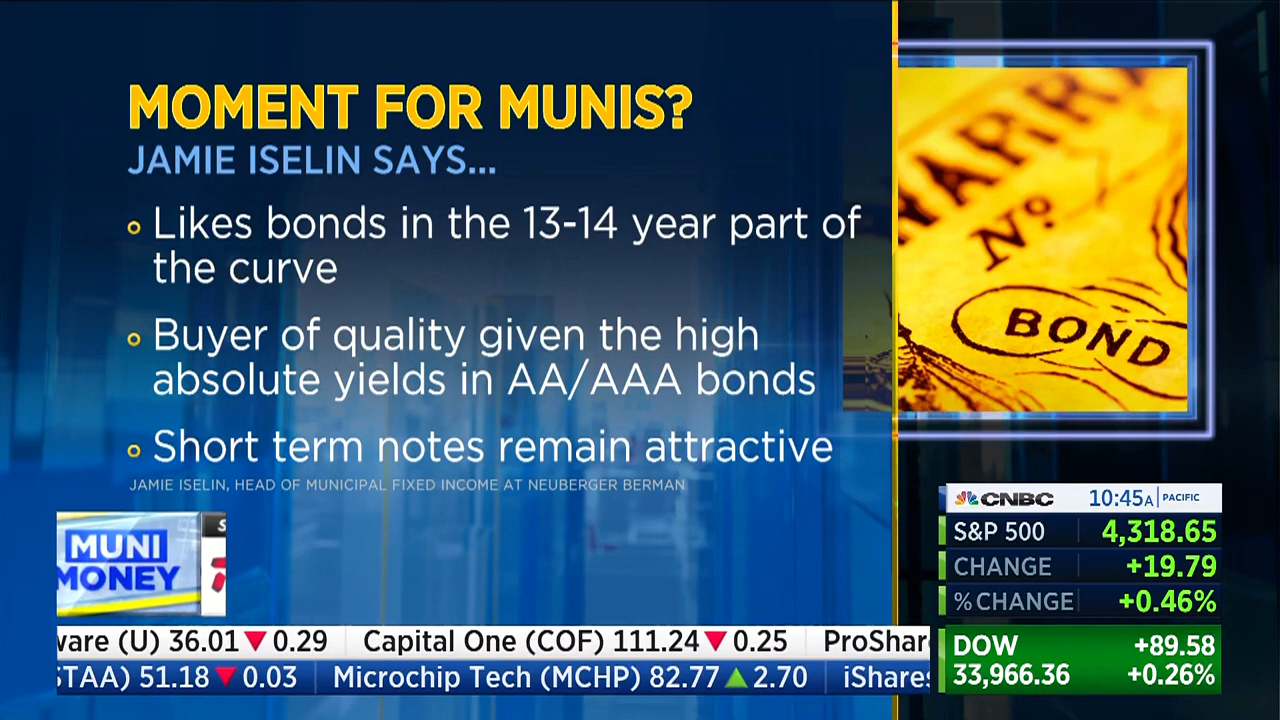 MOMENT FOR MUNIS?
JAMIE ISELIN SAYS...
Likes bonds in the 13-14 year part of
the curve
Buyer of quality given the high
absolute yields in AA/AAA bonds
Short term notes remain attractive
JAMIE ISELIN, HEAD OF MUNICIPAL FIXED INCOME AT NEUBERGER BERMAN
Nº
BOND
MUNI
MONEY
CNBC 10:45A PACIFIC
S&P 500 4,318.65
CHANGE +19.79
% CHANGE +0.46%
DOW +89.58
33,966.36 +0.26%
ware (U) 36.01 ▼ 0.29 Capital One (COF) 111.24 ▼ 0.25 ProShar
STAA) 51.18 ▼ 0.03 Microchip Tech (MCHP) 82.77 ▲ 2.70 iShares